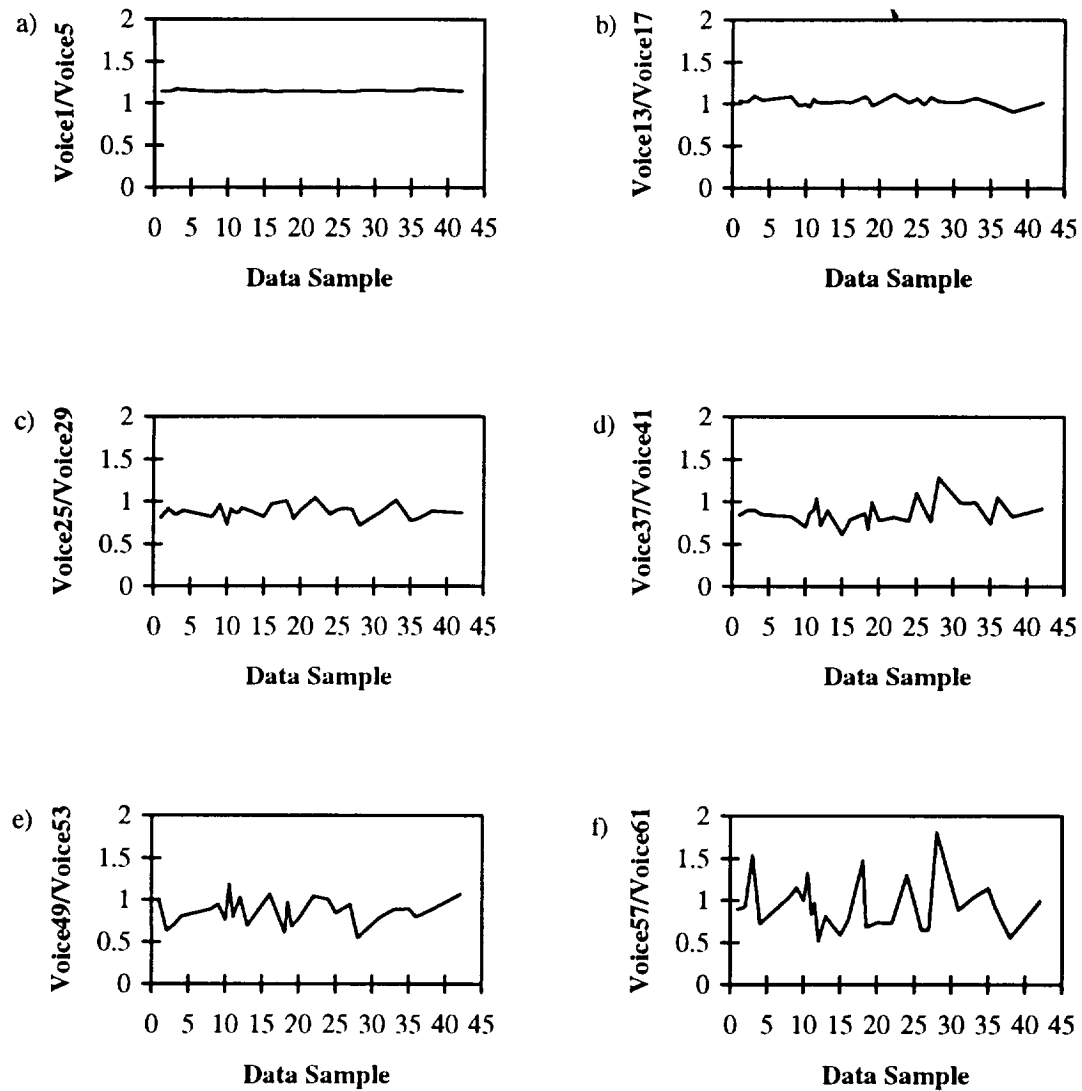 a)
Voice1/Voice5
2
1.5
1
0.5
0
0 5 10 15 20 25 30 35 40 45
Data Sample
b)
Voice13/Voice17
2
1.5
1
0.5
0
0 5 10 15 20 25 30 35 40 45
Data Sample
c)
Voice25/Voice29
2
1.5
1
0.5
0
0 5 10 15 20 25 30 35 40 45
Data Sample
d)
Voice37/Voice41
2
1.5
1
0.5
0
0 5 10 15 20 25 30 35 40 45
Data Sample
e)
Voice49/Voice53
2
1.5
1
0.5
0
0 5 10 15 20 25 30 35 40 45
Data Sample
f)
Voice57/Voice61
2
1.5
1
0.5
0
0 5 10 15 20 25 30 35 40 45
Data Sample